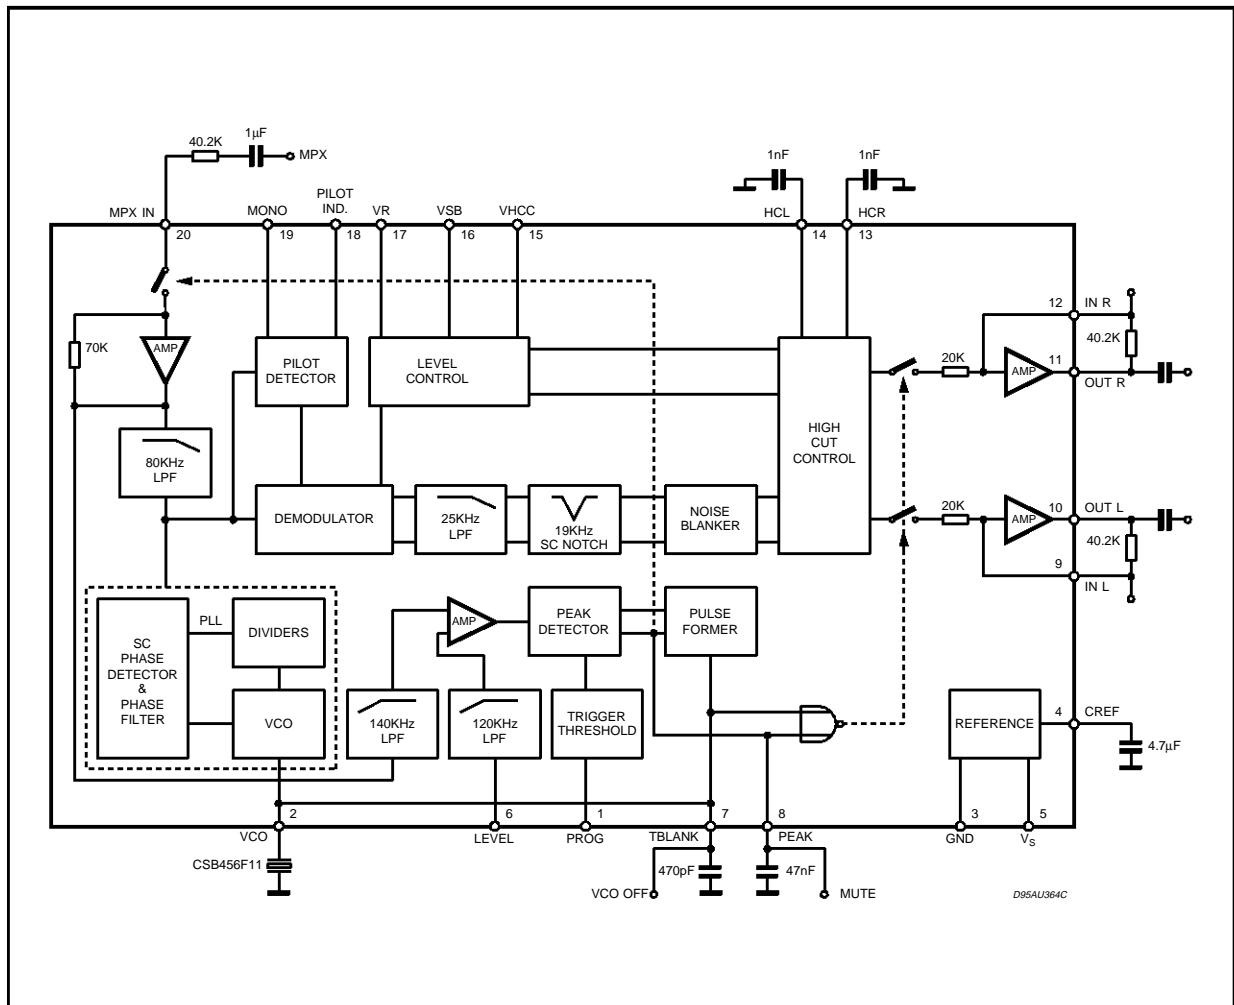 1µF
40.2K
MPX
1nF
1nF
MPX IN
MONO
PILOT
IND.
VR
VSB
VHCC
HCL
HCR
20
19
18
17
16
15
14
13
12
IN R
70K
AMP
PILOT
DETECTOR
LEVEL
CONTROL
20K
AMP
11
40.2K
OUT R
HIGH
CUT
CONTROL
80KHz
LPF
DEMODULATOR
25KHz
LPF
19KHz
SC NOTCH
NOISE
BLANKER
20K
AMP
10
OUT L
40.2K
9
IN L
SC
PHASE
DETECTOR
&
PHASE
FILTER
PLL
DIVIDERS
VCO
AMP
PEAK
DETECTOR
PULSE
FORMER
140KHz
LPF
120KHz
LPF
TRIGGER
THRESHOLD
REFERENCE
4
CREF
4.7µF
2
6
1
7
8
3
5
VCO
LEVEL
PROG
TBLANK
PEAK
GND
VS
CSB456F11
470pF
47nF
VCO OFF
MUTE
D95AU364C